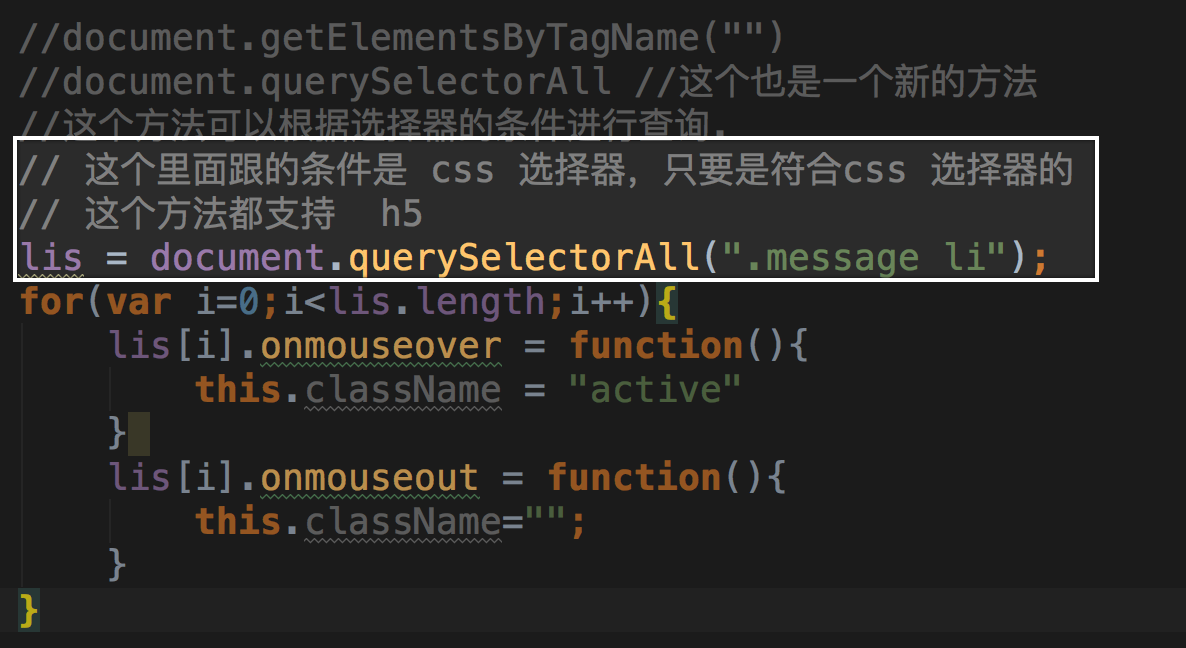 //document.getElementsByTagName("")
//document.querySelectorAll //这个也是一个新的方法
//这个方法可以根据选择器的条件进行查询.
// 这个里面跟的条件是 css 选择器，只要是符合css 选择器的
// 这个方法都支持  h5
lis = document.querySelectorAll(".message li");
for(var i=0;i<lis.length;i++){
    lis[i].onmouseover = function(){
        this.className = "active"
    }
    lis[i].onmouseout = function(){
        this.className="";
    }
}